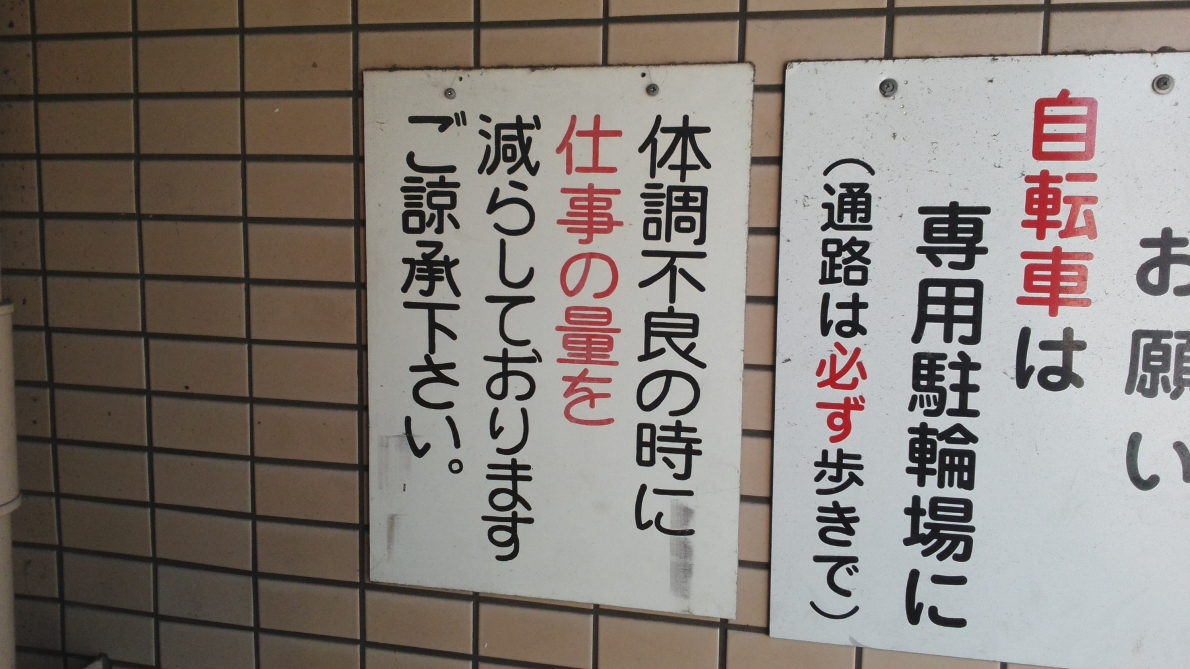 お願い
自転車は
専用駐輪場に
（通路は必ず歩きで）
体調不良の時に
仕事の量を
減らしております
ご諒承下さい。